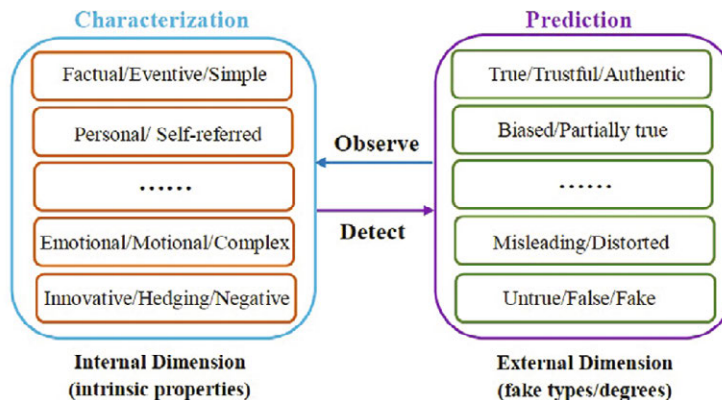 Characterization
Factual/Eventive/Simple
Personal/ Self-referred
......
Emotional/Motional/Complex
Innovative/Hedging/Negative
Internal Dimension
(intrinsic properties)
Observe
Detect
Prediction
True/Trustful/Authentic
Biased/Partially true
......
Misleading/Distorted
Untrue/False/Fake
External Dimension
(fake types/degrees)